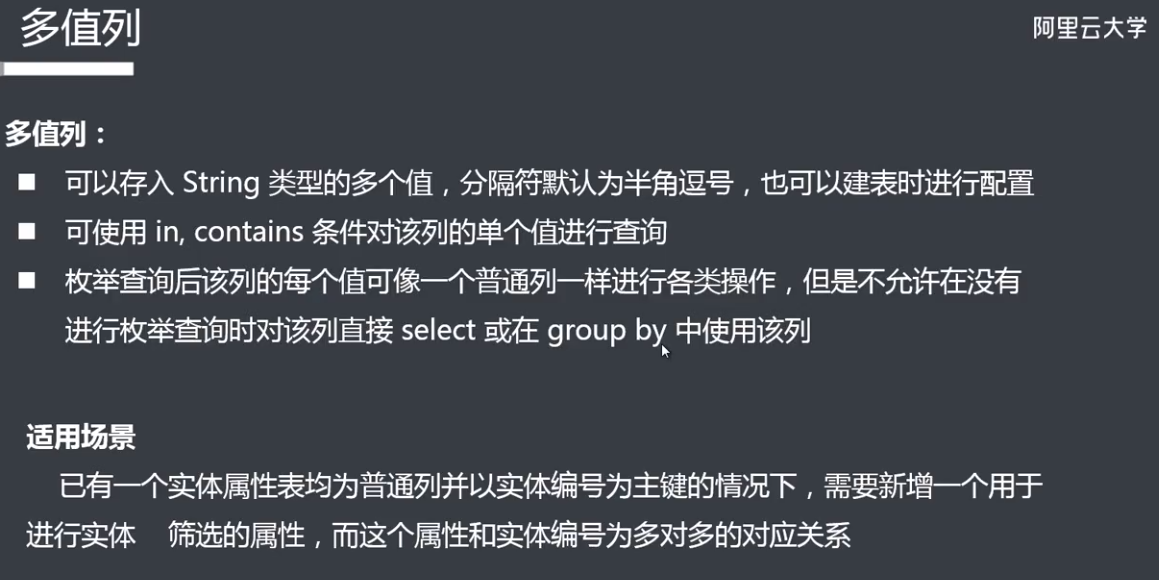 多值列
阿里云大学
多值列：
■ 可以存入 String 类型的多个值，分隔符默认为半角逗号，也可以建表时进行配置
■ 可使用 in, contains 条件对该列的单个值进行查询
■ 枚举查询后该列的每个值可像一个普通列一样进行各类操作，但是不允许在没有
进行枚举查询时对该列直接 select 或在 group by 中使用该列
适用场景
已有一个实体属性表均为普通列并以实体编号为主键的情况下，需要新增一个用于
进行实体 筛选的属性，而这个属性和实体编号为多对多的对应关系